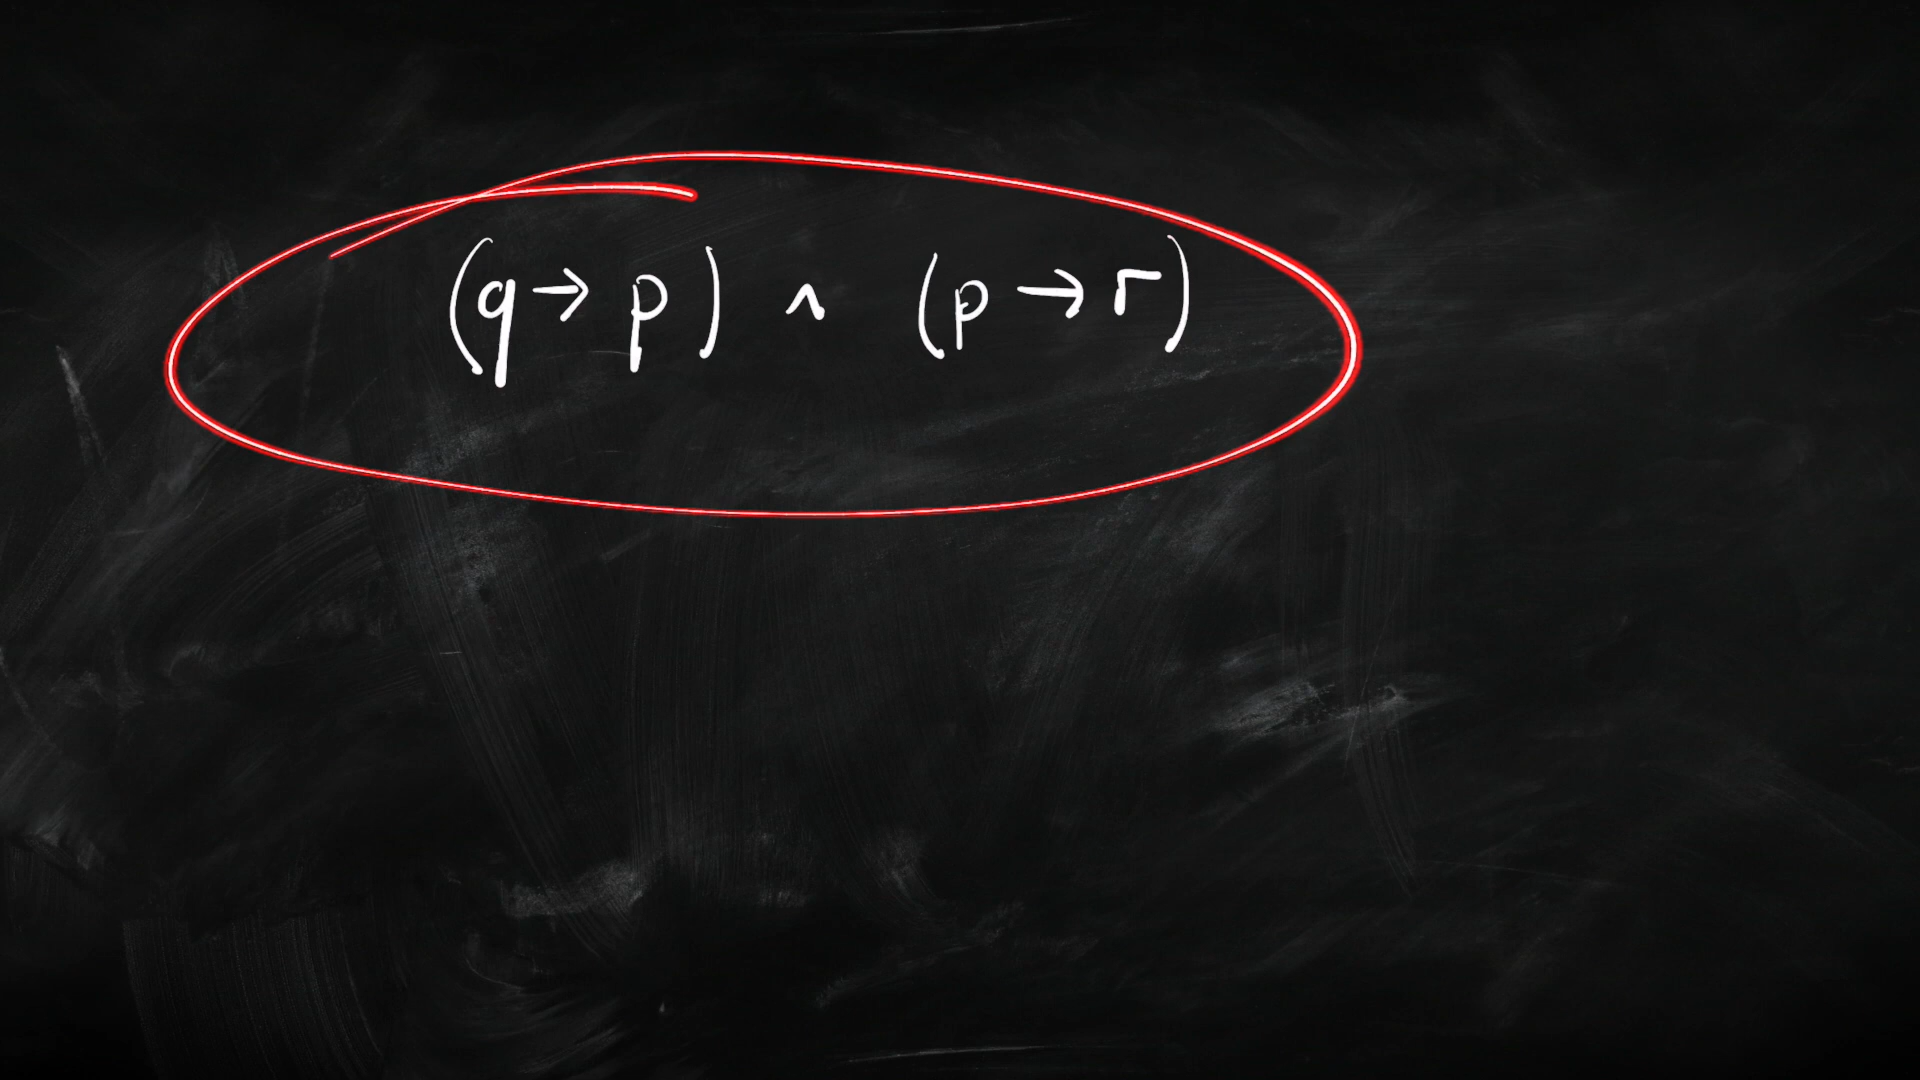 (q → p) ∧ (p → r)